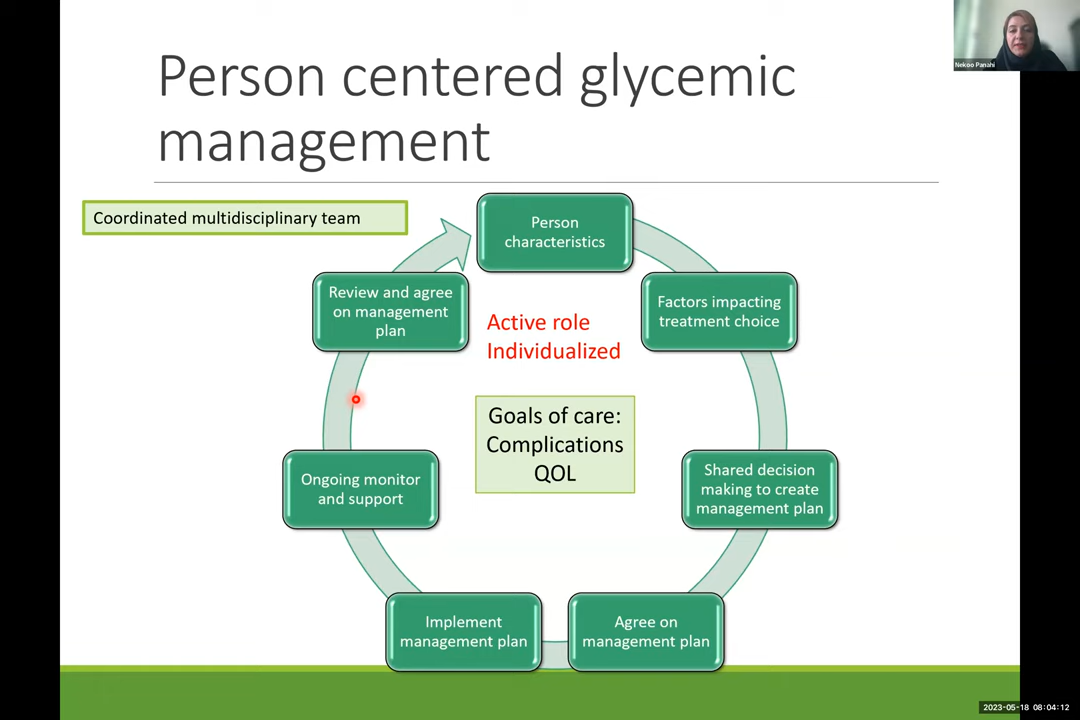 Person centered glycemic
management
Nekoo Panahi
Coordinated multidisciplinary team
Person
characteristics
Factors impacting
treatment choice
Shared decision
making to create
management plan
Agree on
management plan
Implement
management plan
Ongoing monitor
and support
Review and agree
on management
plan
Active role
Individualized
Goals of care:
Complications
QOL
2023-05-18 08:04:12